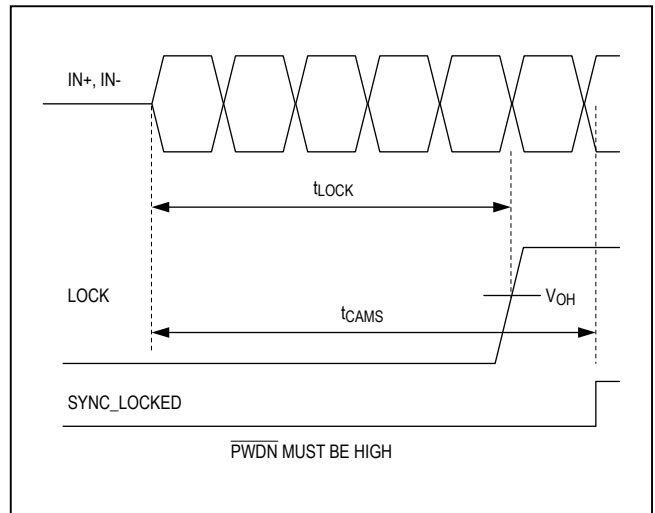 IN+, IN-
tLOCK
LOCK
VOH
tCAMS
SYNC_LOCKED
PWDN MUST BE HIGH